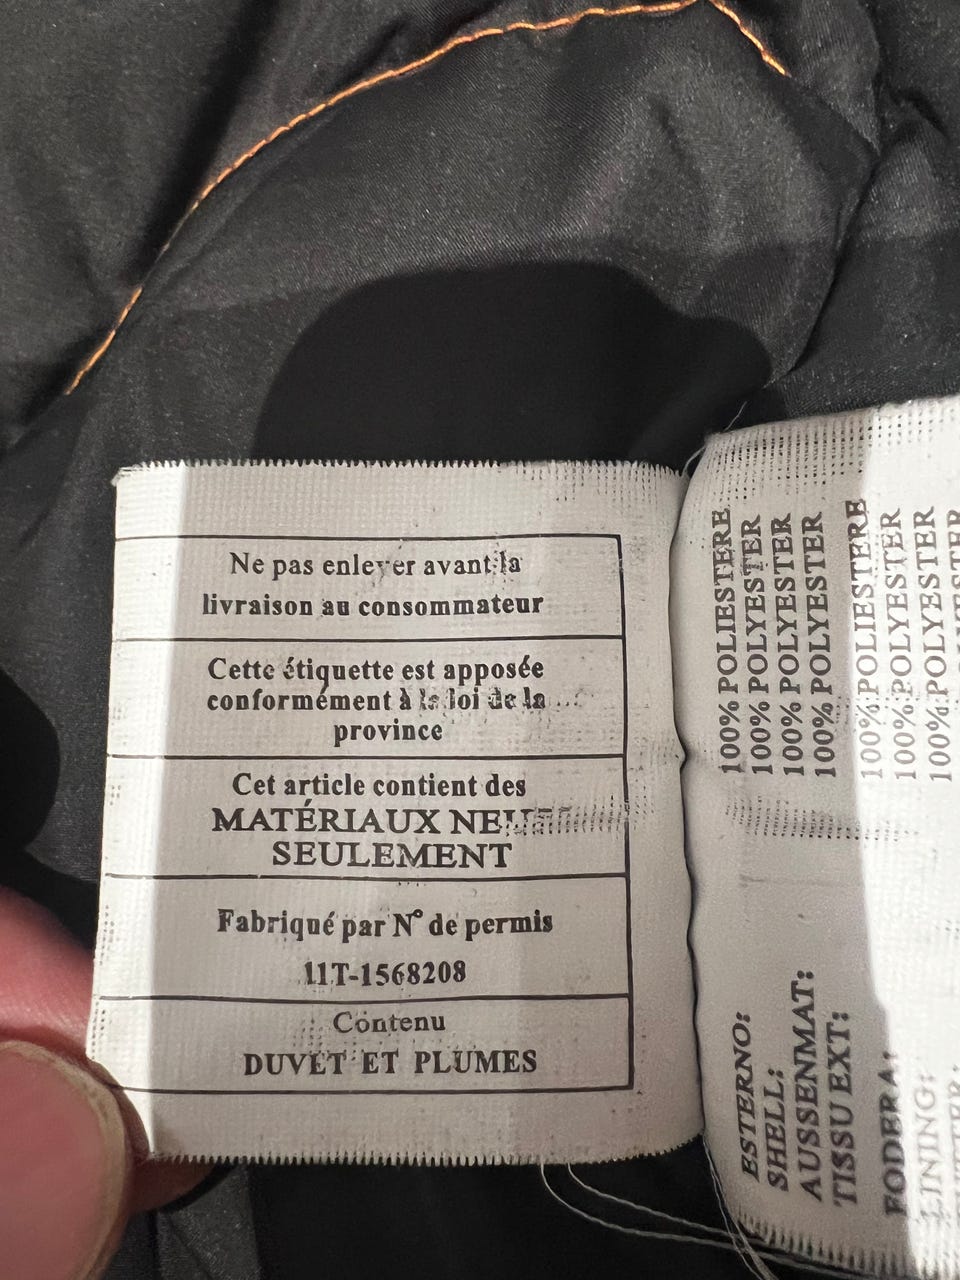 Ne pas enlever avant la
livraison au consommateur
Cette étiquette est apposée
conformément à la loi de la
province
Cet article contient des
MATÉRIAUX
SEULEMENT
Fabriqué par N° de permis
11T-1568208
Contenu
DUVET ET PLUMES
ESTERNO: 100% POLIESTERE
SHELL: 100% POLYESTER
AUSSENMAT: 100% POLYESTER
TISSU EXT: 100% POLYESTER
FODERA: 100% POLIESTERE
LINING: 100% POLYESTER
100% POLYESTER